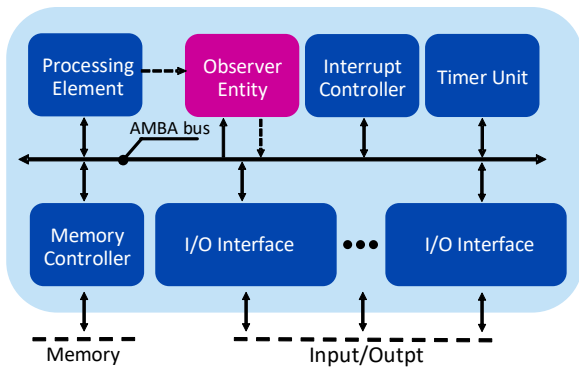 Processing
Element
Observer
Entity
Interrupt
Controller
Timer Unit
AMBA bus
Memory
Controller
I/O Interface
I/O Interface
Memory
Input/Outpt